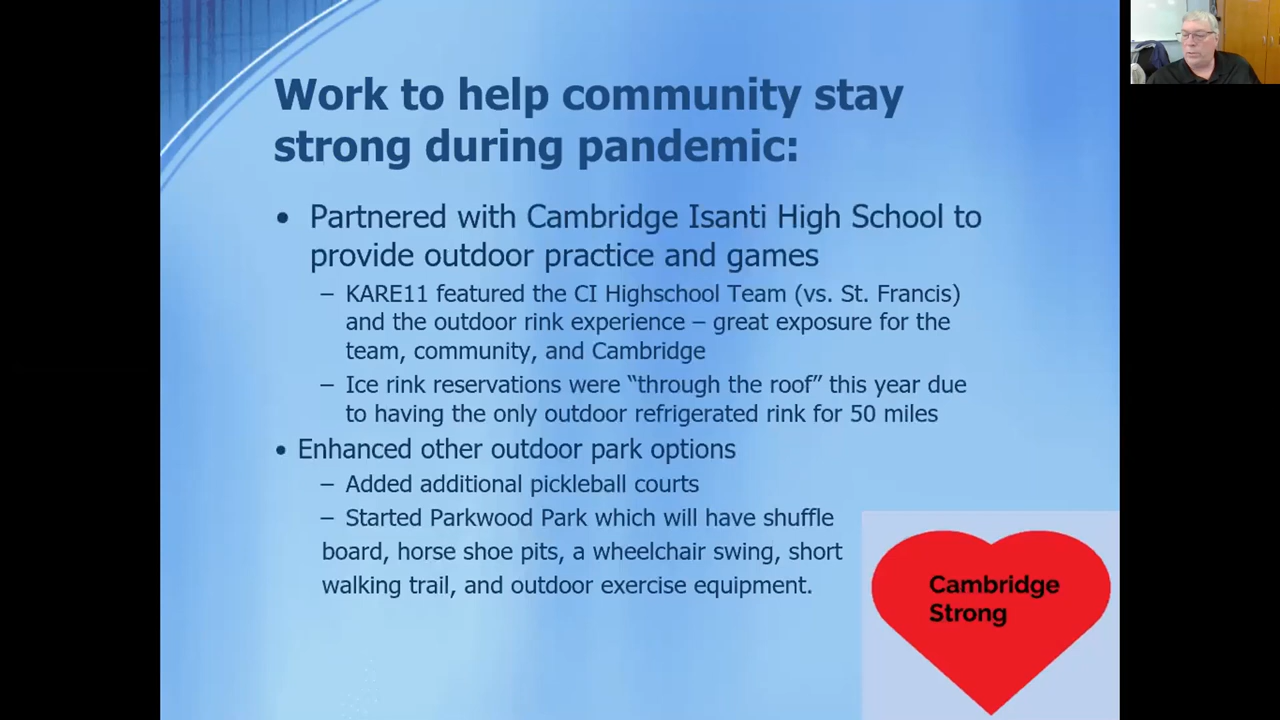 Work to help community stay
strong during pandemic:
• Partnered with Cambridge Isanti High School to
provide outdoor practice and games
– KARE11 featured the CI Highschool Team (vs. St. Francis)
and the outdoor rink experience – great exposure for the
team, community, and Cambridge
– Ice rink reservations were “through the roof” this year due
to having the only outdoor refrigerated rink for 50 miles
• Enhanced other outdoor park options
– Added additional pickleball courts
– Started Parkwood Park which will have shuffle
board, horse shoe pits, a wheelchair swing, short
walking trail, and outdoor exercise equipment.
Cambridge
Strong